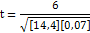 t = 6/√([14,4][0,07])